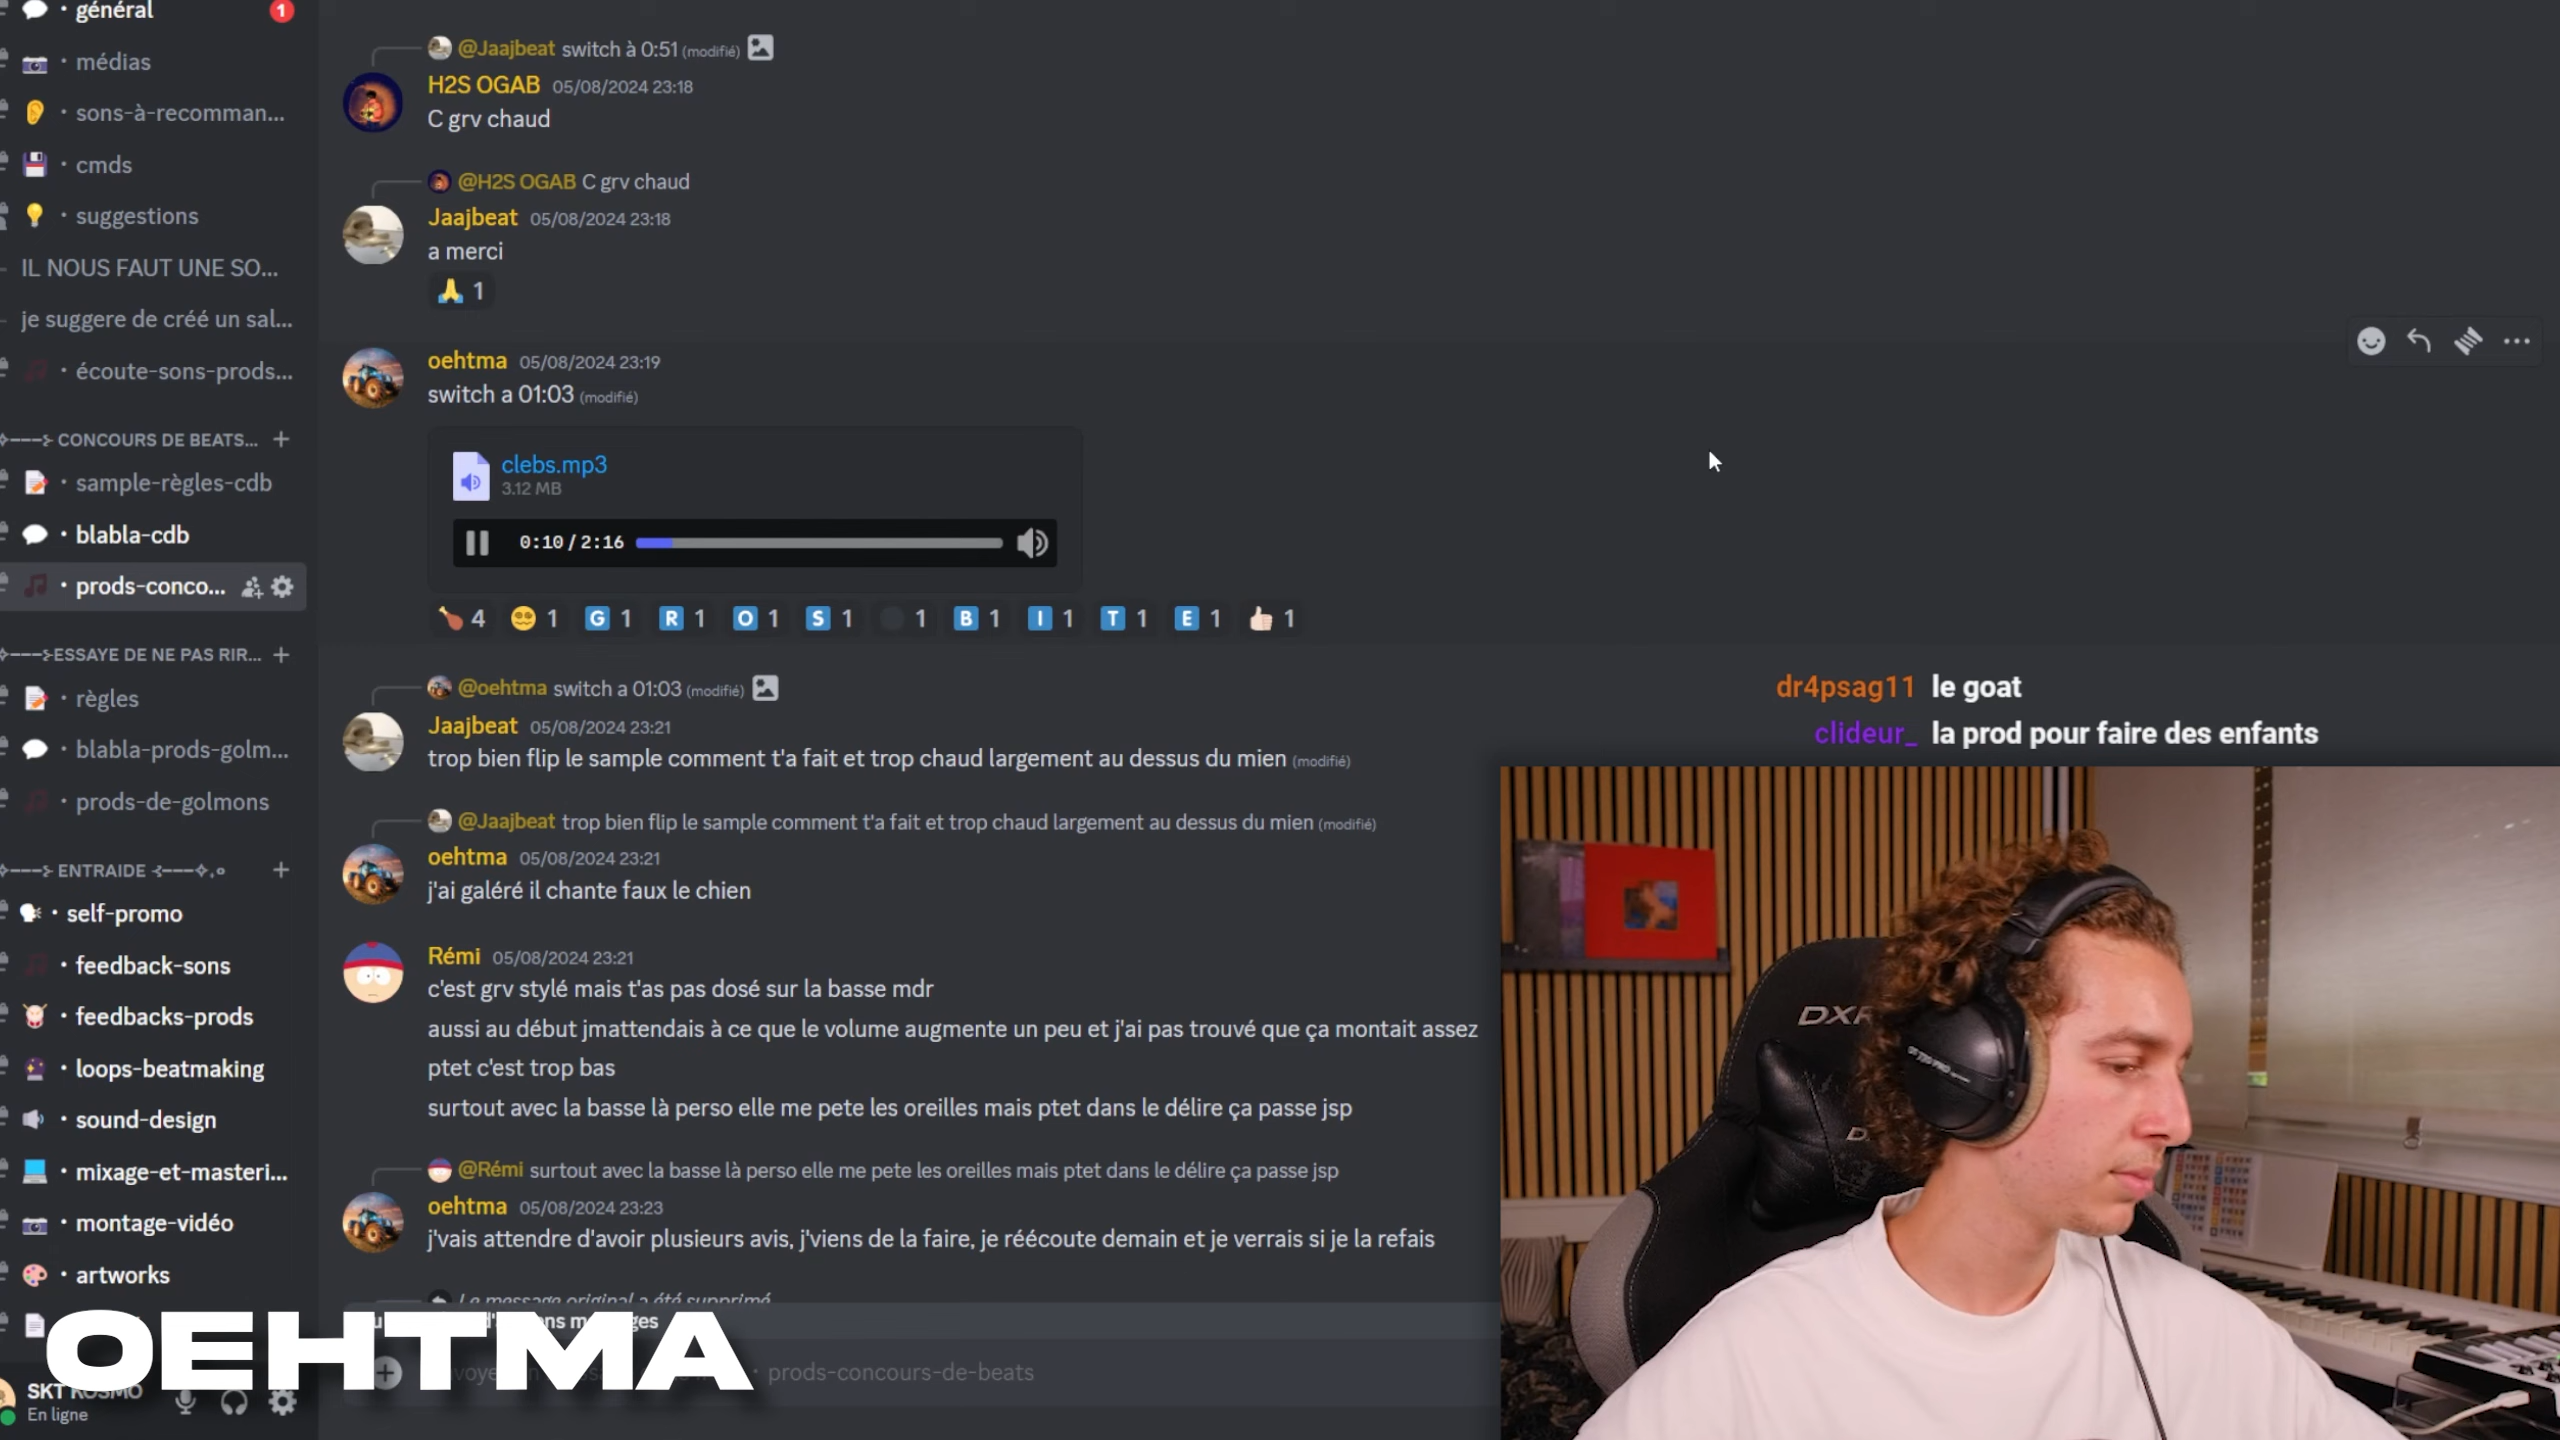 général
1
médias
sons-à-recomman...
cmds
suggestions
IL NOUS FAUT UNE SO...
je suggere de créé un sal...
écoute-sons-prods...
CONCOURS DE BEATS...
sample-règles-cdb
blabla-cdb
prods-conco...
ESSAYE DE NE PAS RIR...
règles
blabla-prods-golm...
prods-de-golmons
ENTRAIDE
self-promo
feedback-sons
feedbacks-prods
loops-beatmaking
sound-design
mixage-et-masteri...
montage-vidéo
artworks
SKT KOSMO
En ligne
@Jaajbeat switch à 0:51 (modifié)
H2S OGAB 05/08/2024 23:18
C grv chaud
@H2S OGAB C grv chaud
Jaajbeat 05/08/2024 23:18
a merci
1
oehtma 05/08/2024 23:19
switch a 01:03 (modifié)
clebs.mp3
3.12 MB
0:10 / 2:16
4 1 G 1 R 1 O 1 S 1 1 B 1 I 1 T 1 E 1 1
@oehtma switch a 01:03 (modifié)
Jaajbeat 05/08/2024 23:21
trop bien flip le sample comment t'a fait et trop chaud largement au dessus du mien (modifié)
@Jaajbeat trop bien flip le sample comment t'a fait et trop chaud largement au dessus du mien (modifié)
oehtma 05/08/2024 23:21
j'ai galéré il chante faux le chien
Rémi 05/08/2024 23:21
c'est grv stylé mais t'as pas dosé sur la basse mdr
aussi au début jmattendais à ce que le volume augmente un peu et j'ai pas trouvé que ça montait assez
ptet c'est trop bas
surtout avec la basse là perso elle me pete les oreilles mais ptet dans le délire ça passe jsp
@Rémi surtout avec la basse là perso elle me pete les oreilles mais ptet dans le délire ça passe jsp
oehtma 05/08/2024 23:23
j'vais attendre d'avoir plusieurs avis, j'viens de la faire, je réécoute demain et je verrais si je la refais
Le message original a été supprimé
prods-concours-de-beats
OEHTMA
dr4psag11 le goat
clideur_ la prod pour faire des enfants
DXR